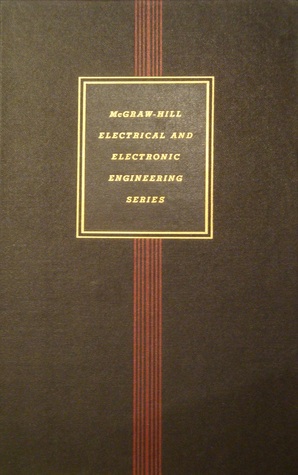 McGRAW-HILL
ELECTRICAL AND
ELECTRONIC
ENGINEERING
SERIES